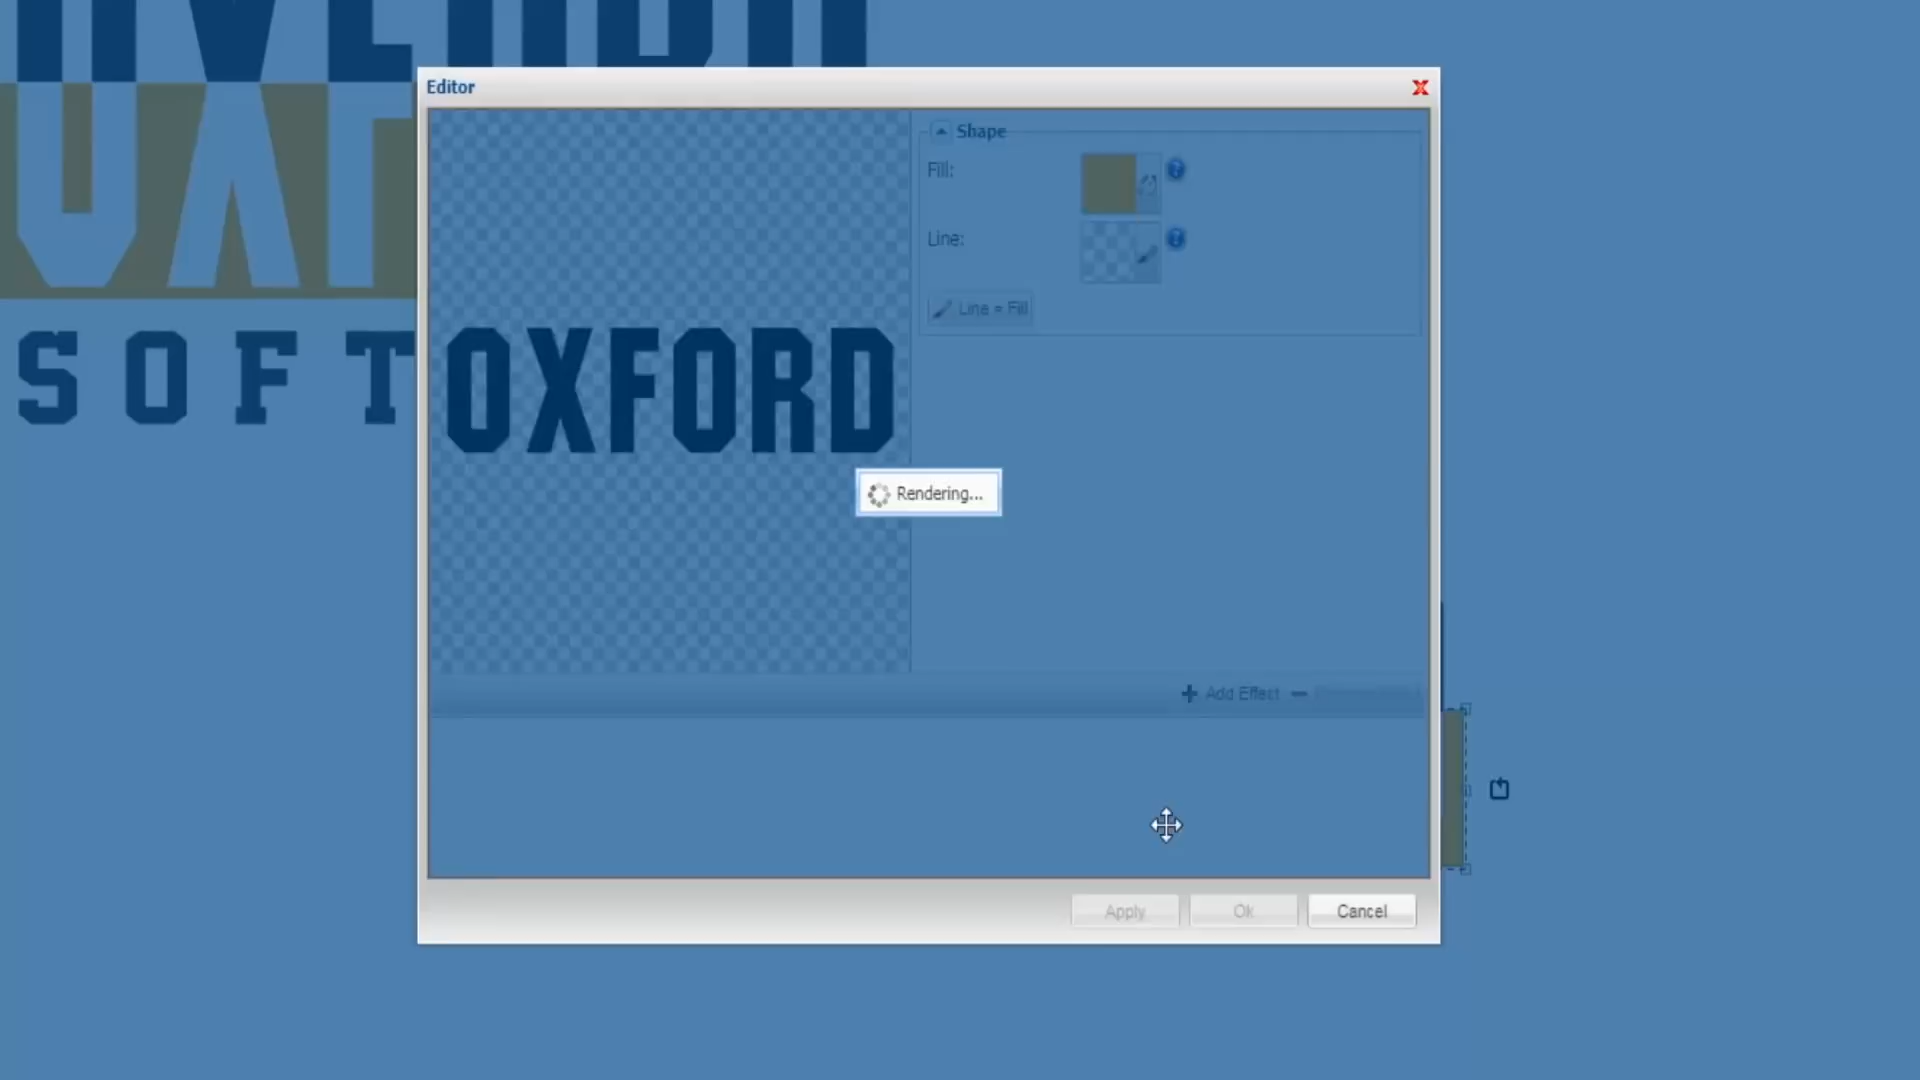 Editor
Shape
Fill:
Line:
Line = Fill
OXFORD
SOFT
Rendering...
Add Effect
Apply
Ok
Cancel